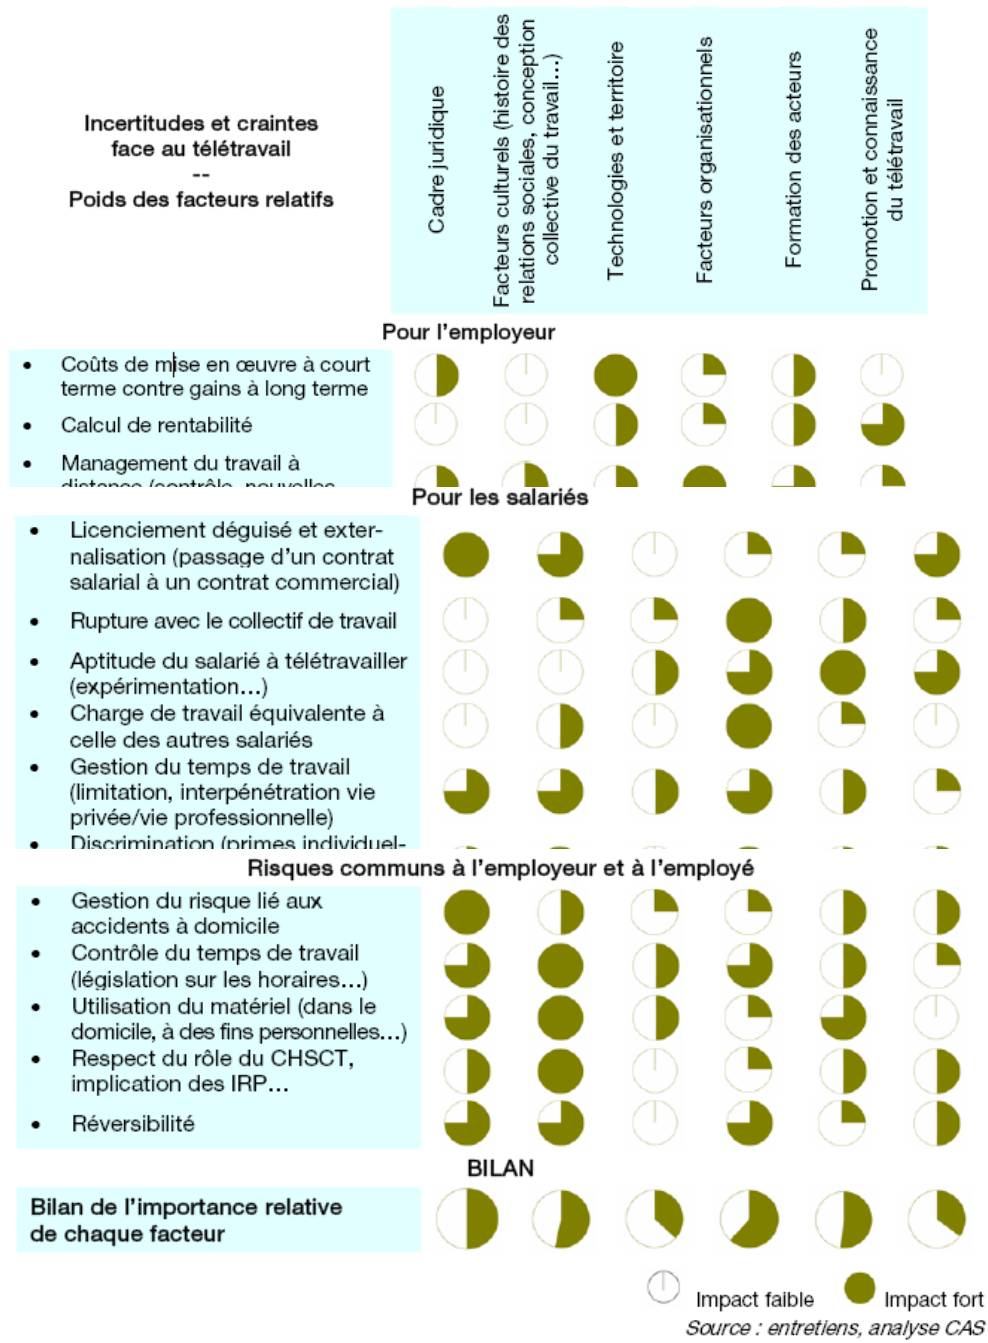 Incertitudes et craintes
face au télétravail
--
Poids des facteurs relatifs
Cadre juridique
Facteurs culturels (histoire des
relations sociales, conception
collective du travail...)
Technologies et territoire
Facteurs organisationnels
Formation des acteurs
Promotion et connaissance
du télétravail
Pour l'employeur
• Coûts de mise en œuvre à court
terme contre gains à long terme
• Calcul de rentabilité
• Management du travail à
distance (contrôle, nouvelles
Pour les salariés
• Licenciement déguisé et exter-
nalisation (passage d'un contrat
salarial à un contrat commercial)
• Rupture avec le collectif de travail
• Aptitude du salarié à télétravailler
(expérimentation...)
• Charge de travail équivalente à
celle des autres salariés
• Gestion du temps de travail
(limitation, interpénétration vie
privée/vie professionnelle)
• Discrimination (primes individuel-
Risques communs à l'employeur et à l'employé
• Gestion du risque lié aux
accidents à domicile
• Contrôle du temps de travail
(législation sur les horaires...)
• Utilisation du matériel (dans le
domicile, à des fins personnelles...)
• Respect du rôle du CHSCT,
implication des IRP...
• Réversibilité
BILAN
Bilan de l'importance relative
de chaque facteur
Impact faible
Impact fort
Source : entretiens, analyse CAS